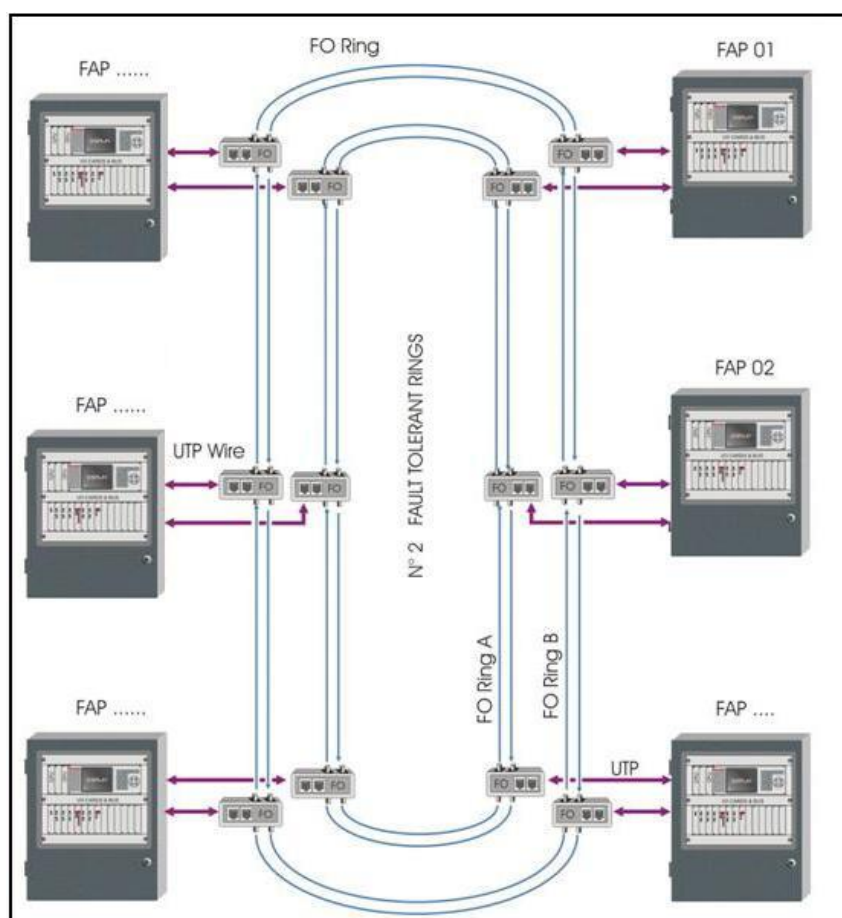 FO Ring
FAP ......
FAP 01
FO
FO
FO
FO
FAP 02
FAP ......
UTP Wire
N° 2 FAULT TOLERANT RINGS
FO
FO
FO
FO
FO Ring A
FO Ring B
FAP ......
FAP ....
UTP
FO
FO
FO
FO